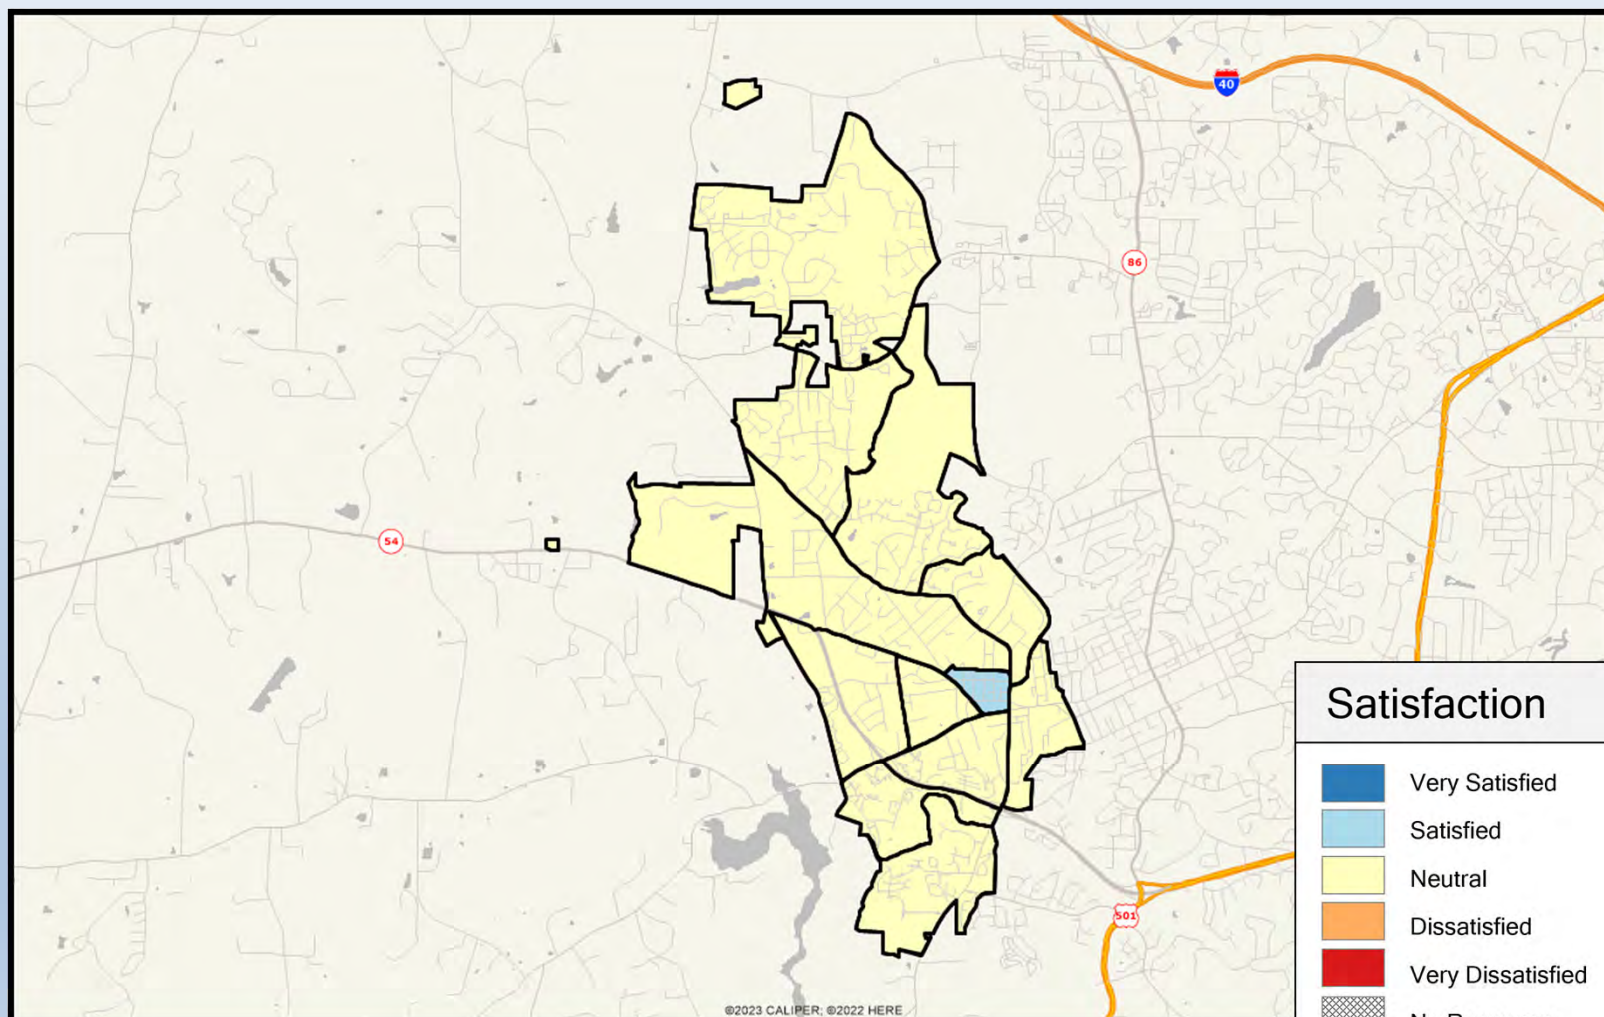 40
86
54
Satisfaction
Very Satisfied
Satisfied
Neutral
Dissatisfied
501
Very Dissatisfied
©2023 CALIPER; ©2022 HERE